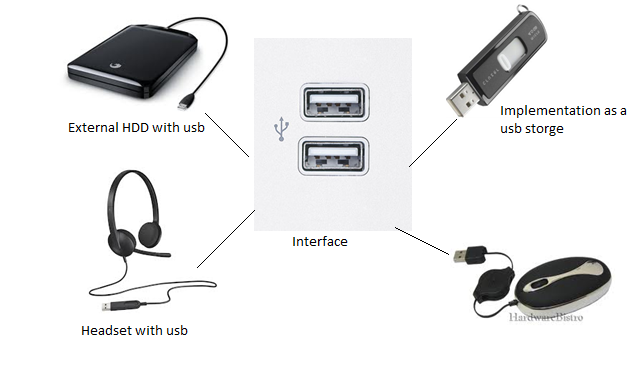 External HDD with usb
Implementation as a
usb storge
Interface
Headset with usb
HardwareBistro